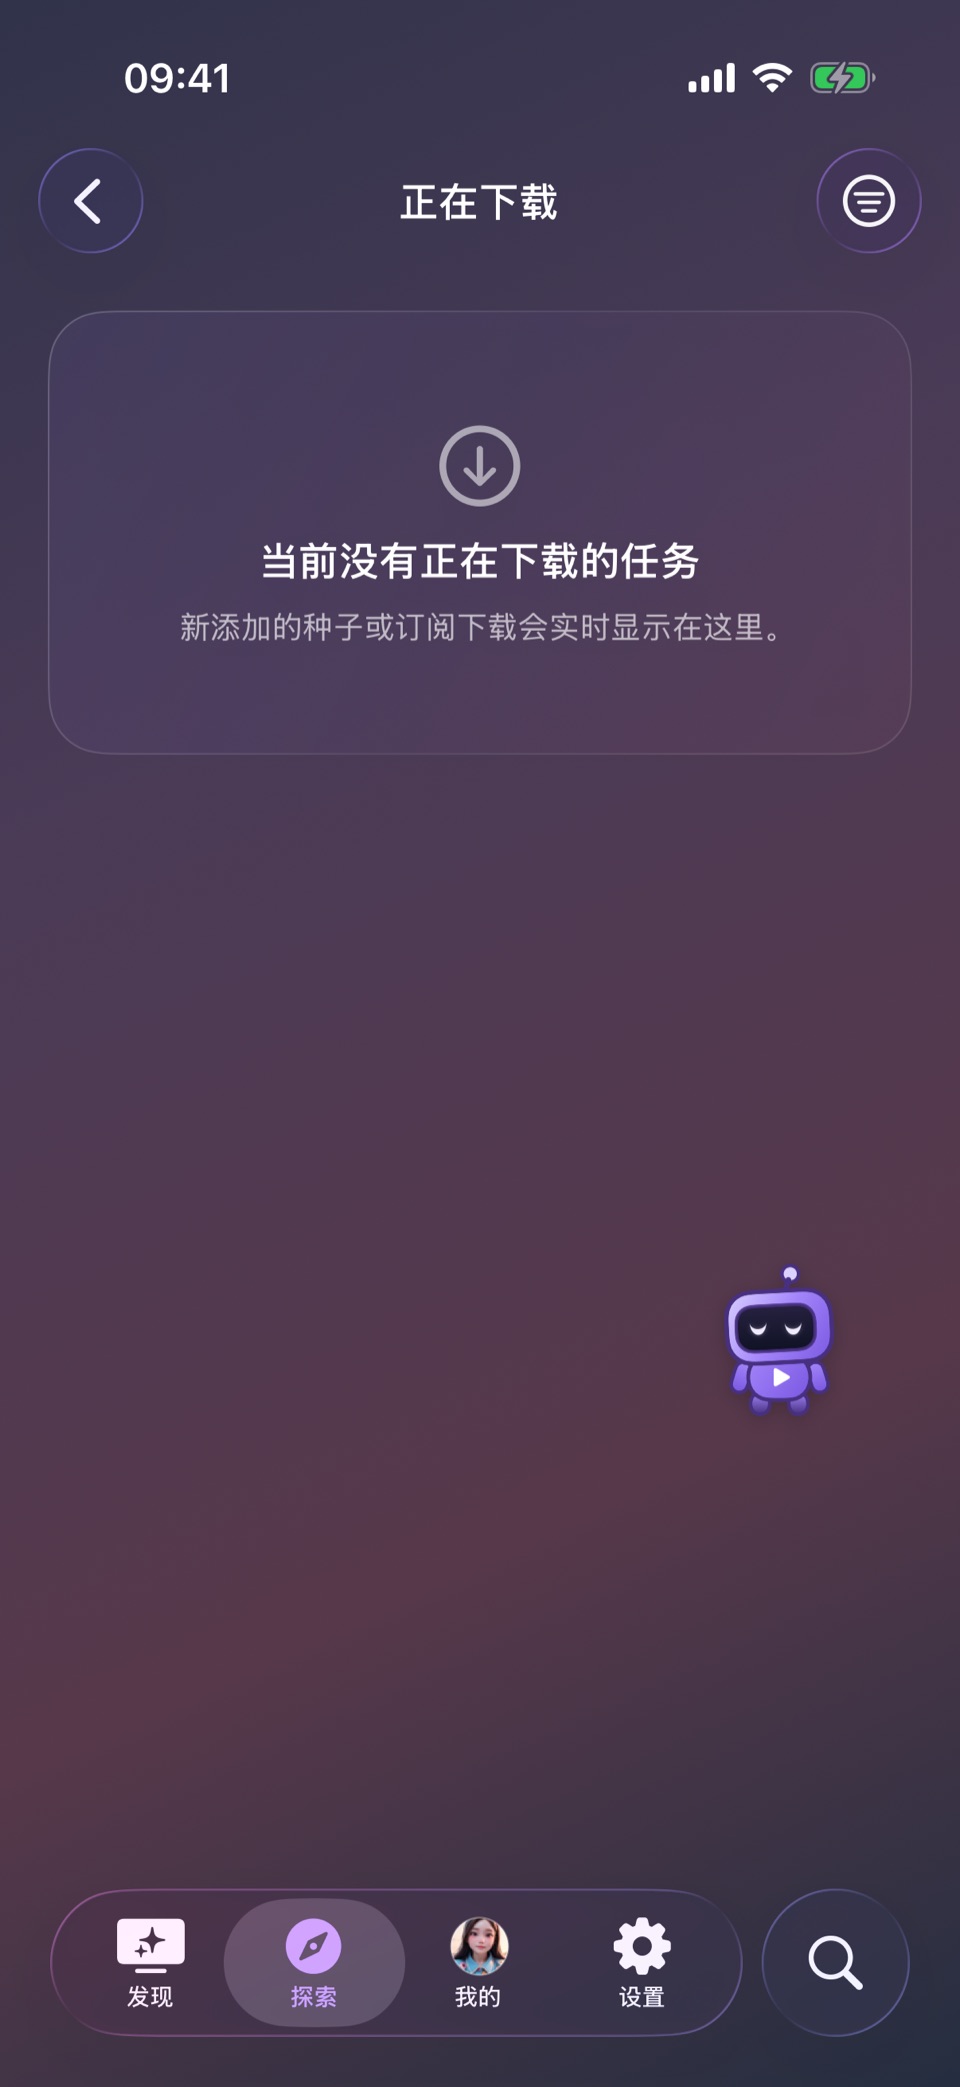 09:41
正在下载
当前没有正在下载的任务
新添加的种子或订阅下载会实时显示在这里。
发现
探索
我的
设置